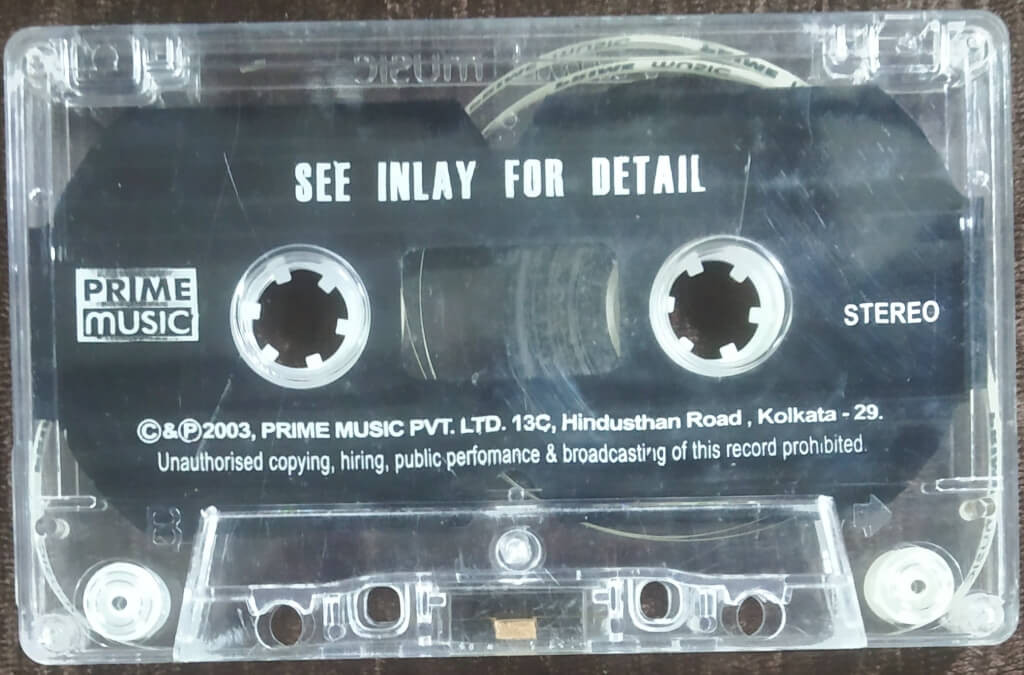 SEE INLAY FOR DETAIL
PRIME
MUSIC
STEREO
©&℗2003, PRIME MUSIC PVT. LTD. 13C, Hindusthan Road , Kolkata - 29.
Unauthorised copying, hiring, public perfomance & broadcasting of this record prohibited.